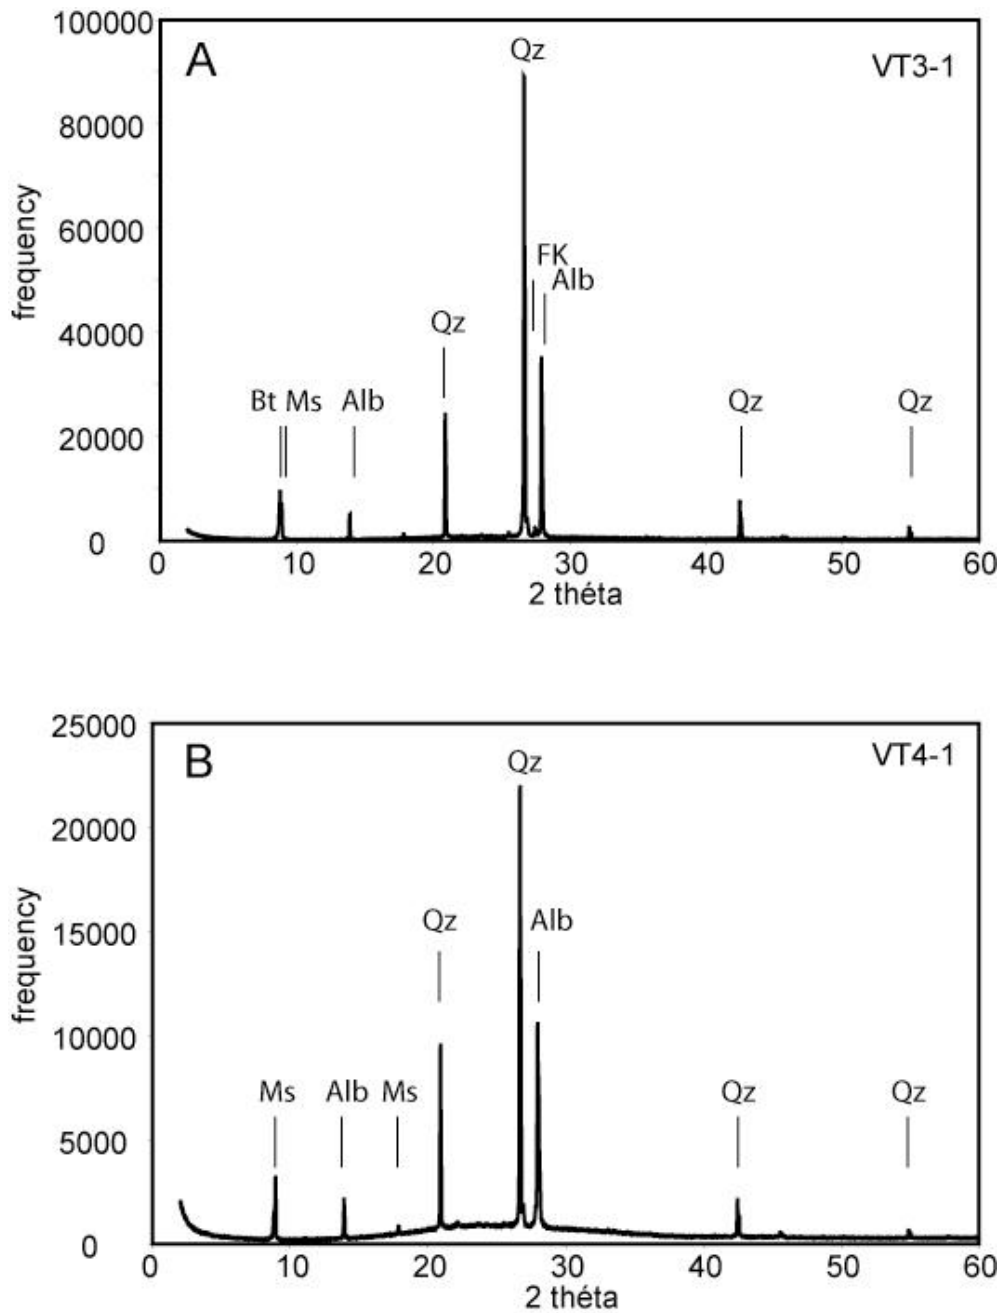 100000
Qz
A
VT3-1
80000
frequency
60000
FK
Alb
40000
Qz
Bt Ms Alb
Qz
Qz
20000
0
0 10 20 30 40 50 60
2 théta
25000
B
VT4-1
Qz
20000
frequency
15000
Qz
Alb
10000
Ms Alb Ms
Qz
Qz
5000
0
0 10 20 30 40 50 60
2 théta